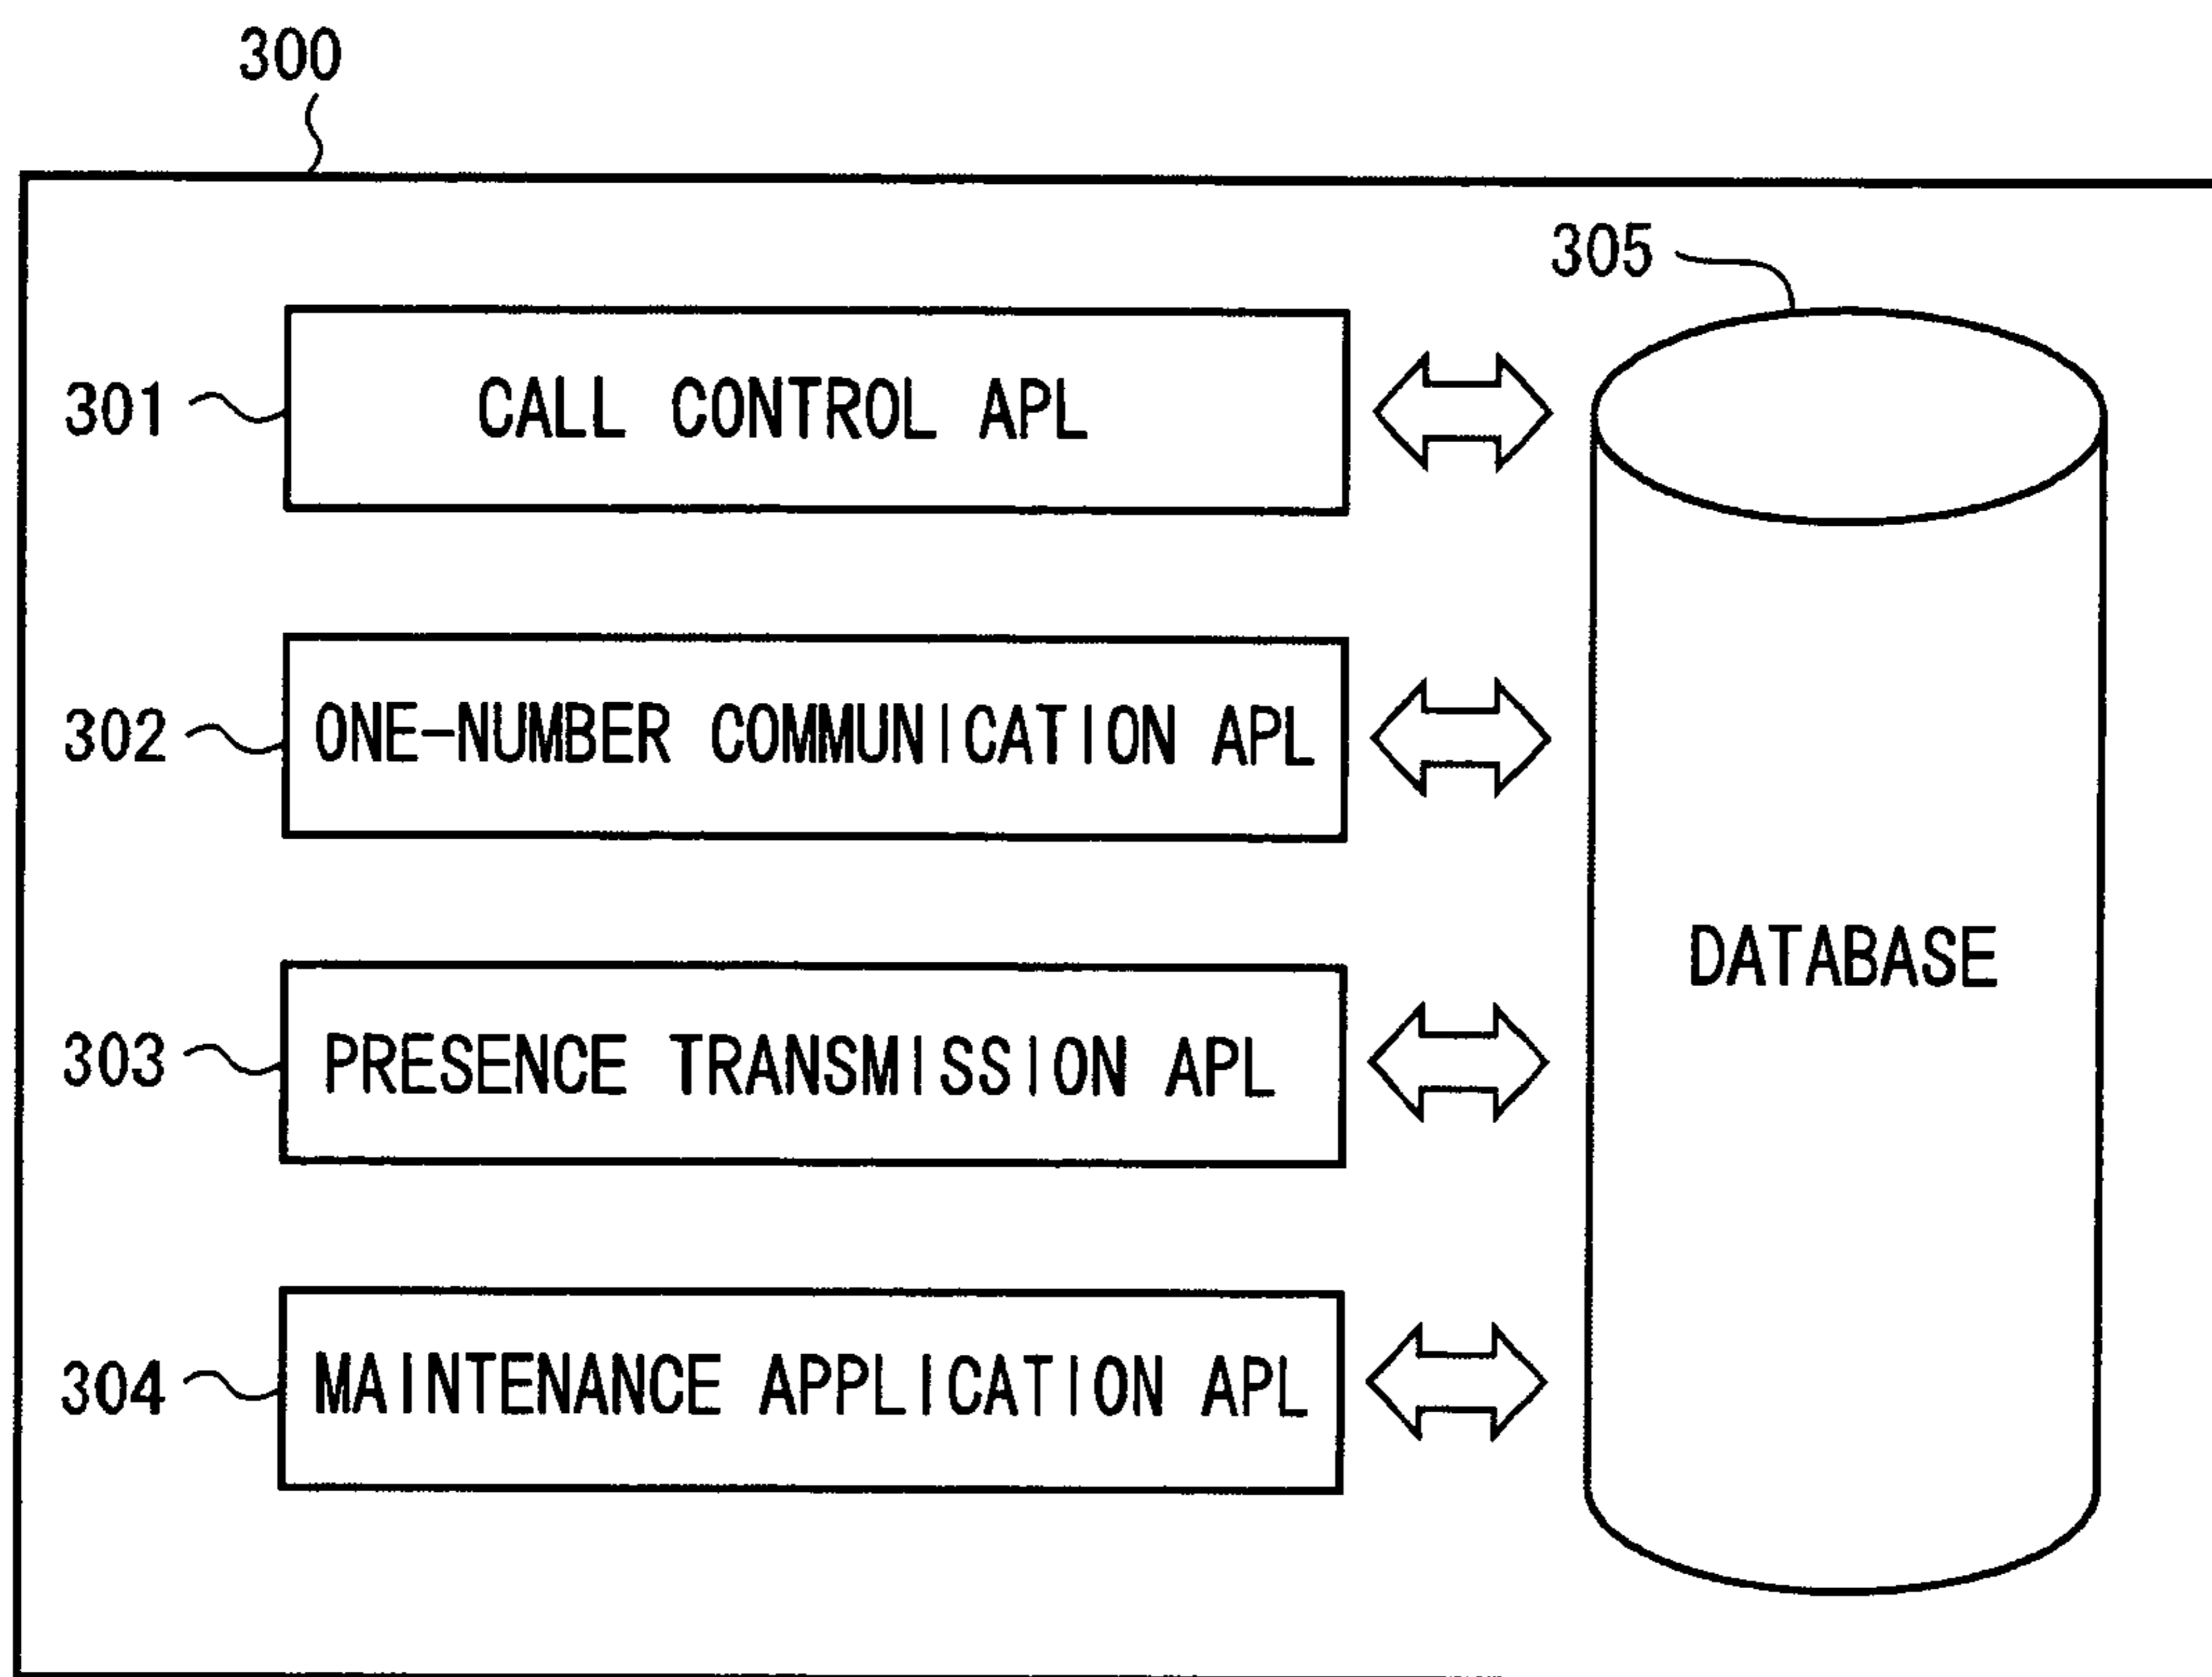 300
305
301
CALL CONTROL APL
302
ONE-NUMBER COMMUNICATION APL
303
PRESENCE TRANSMISSION APL
DATABASE
304
MAINTENANCE APPLICATION APL